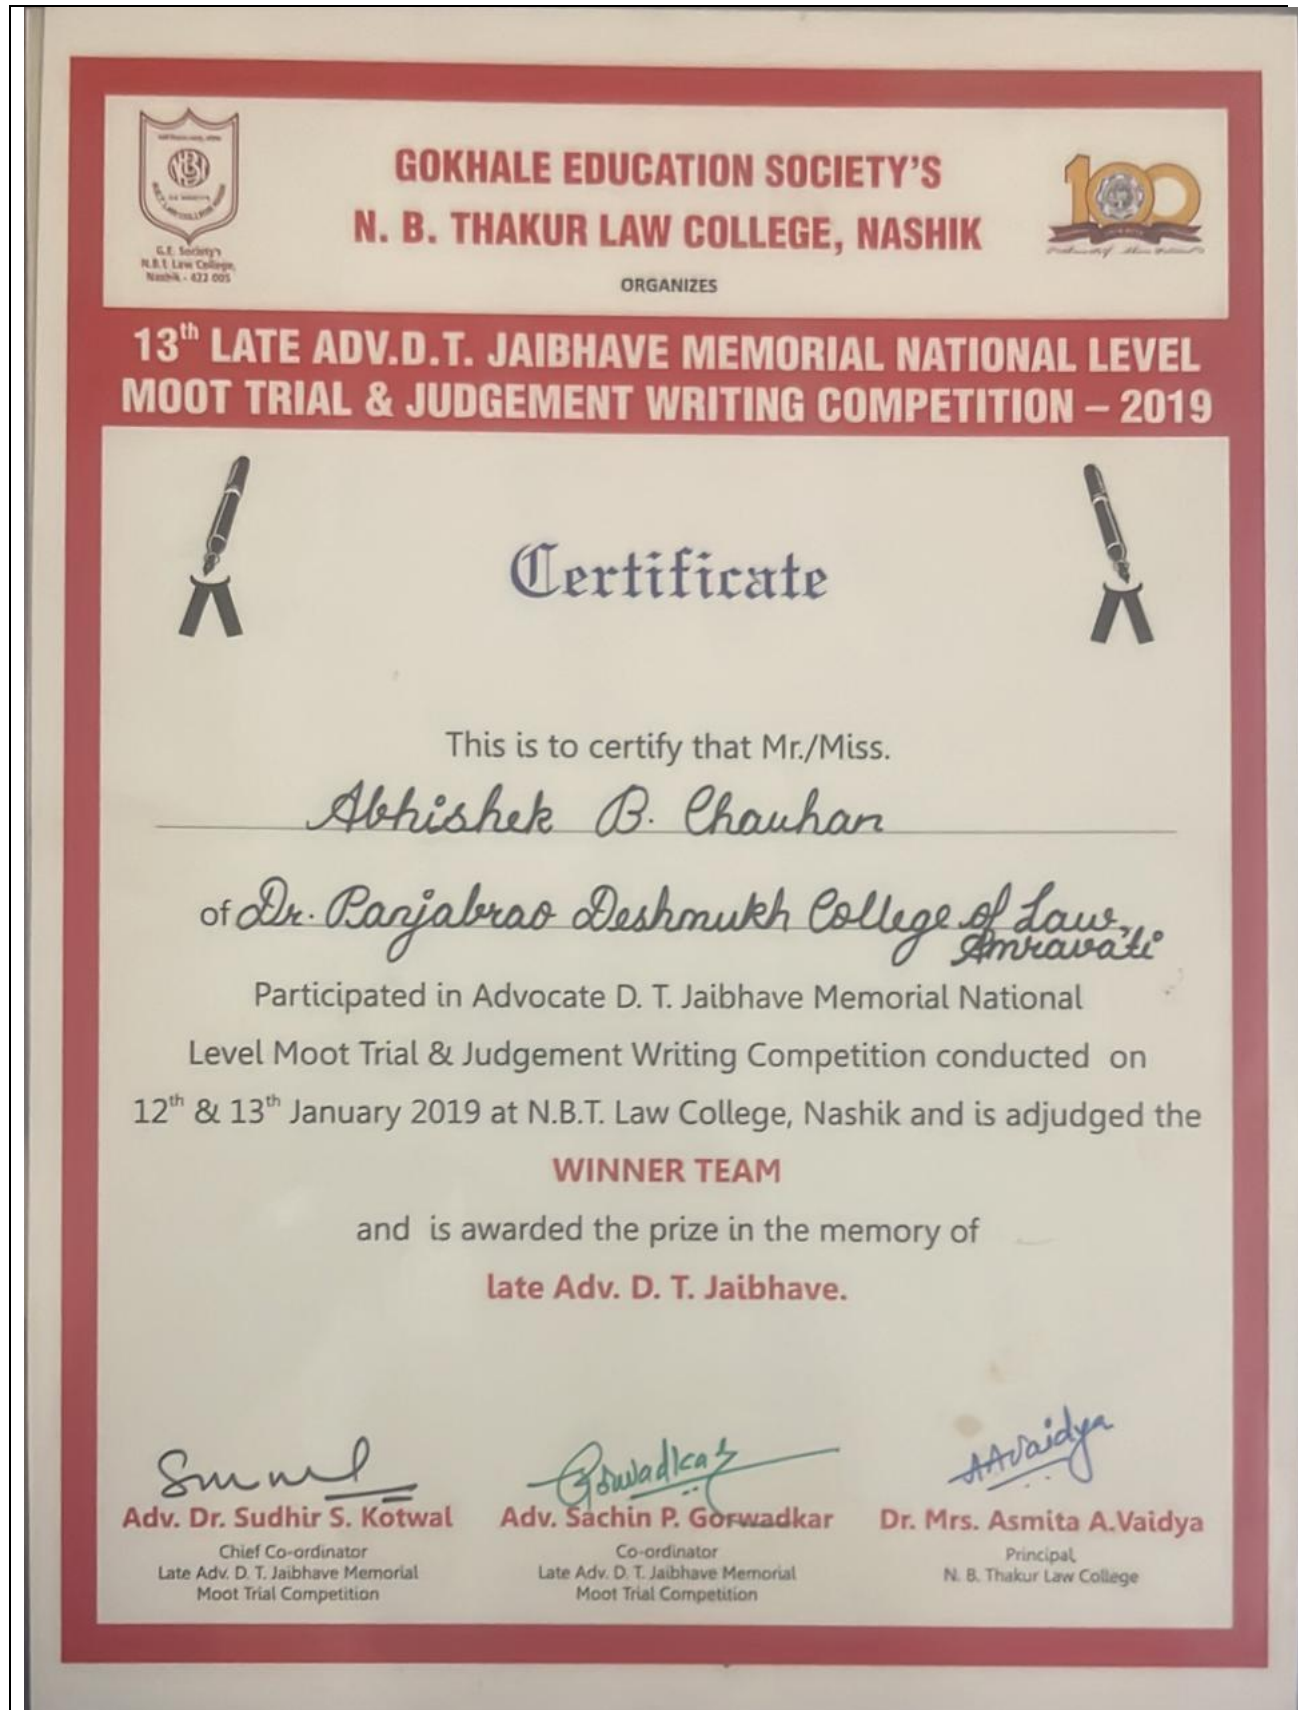 GOKHALE EDUCATION SOCIETY'S
N. B. THAKUR LAW COLLEGE, NASHIK
ORGANIZES
G.E. Society's
N.B.T. Law College,
Nashik - 422 005
100
13th LATE ADV.D.T. JAIBHAVE MEMORIAL NATIONAL LEVEL
MOOT TRIAL & JUDGEMENT WRITING COMPETITION – 2019
Certificate
This is to certify that Mr./Miss.
Abhishek B. Chauhan
of Dr. Panjabrao Deshmukh College of Law,
Amravati
Participated in Advocate D. T. Jaibhave Memorial National
Level Moot Trial & Judgement Writing Competition conducted on
12th & 13th January 2019 at N.B.T. Law College, Nashik and is adjudged the
WINNER TEAM
and is awarded the prize in the memory of
late Adv. D. T. Jaibhave.
Gorwadkar
AAVaidya
Adv. Dr. Sudhir S. Kotwal
Chief Co-ordinator
Late Adv. D. T. Jaibhave Memorial
Moot Trial Competition
Adv. Sachin P. Gorwadkar
Co-ordinator
Late Adv. D. T. Jaibhave Memorial
Moot Trial Competition
Dr. Mrs. Asmita A.Vaidya
Principal,
N. B. Thakur Law College